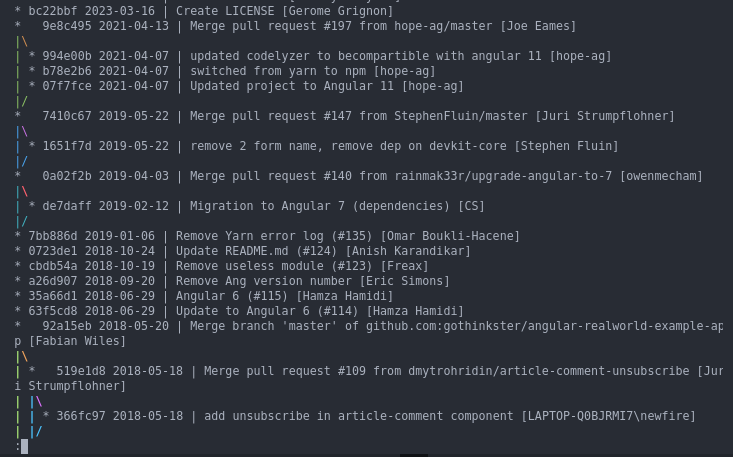 * bc22bbf 2023-03-16 | Create LICENSE [Gerome Grignon]
*   9e8c495 2021-04-13 | Merge pull request #197 from hope-ag/master [Joe Eames]
|\
| * 994e00b 2021-04-07 | updated codelyzer to becompartible with angular 11 [hope-ag]
| * b78e2b6 2021-04-07 | switched from yarn to npm [hope-ag]
| * 07f7fce 2021-04-07 | Updated project to Angular 11 [hope-ag]
|/
*   7410c67 2019-05-22 | Merge pull request #147 from StephenFluin/master [Juri Strumpflohner]
|\
| * 1651f7d 2019-05-22 | remove 2 form name, remove dep on devkit-core [Stephen Fluin]
|/
*   0a02f2b 2019-04-03 | Merge pull request #140 from rainmak33r/upgrade-angular-to-7 [owenmecham]
|\
| * de7daff 2019-02-12 | Migration to Angular 7 (dependencies) [CS]
|/
* 7bb886d 2019-01-06 | Remove Yarn error log (#135) [Omar Boukli-Hacene]
* 0723de1 2018-10-24 | Update README.md (#124) [Anish Karandikar]
* cbdb54a 2018-10-19 | Remove useless module (#123) [Freax]
* a26d907 2018-09-20 | Remove Ang version number [Eric Simons]
* 35a66d1 2018-06-29 | Angular 6 (#115) [Hamza Hamidi]
* 63f5cd8 2018-06-29 | Update to Angular 6 (#114) [Hamza Hamidi]
*   92a15eb 2018-05-20 | Merge branch 'master' of github.com:gothinkster/angular-realworld-example-ap
p [Fabian Wiles]
|\
| *   519e1d8 2018-05-18 | Merge pull request #109 from dmytrohridin/article-comment-unsubscribe [Jur
i Strumpflohner]
| |\
| | * 366fc97 2018-05-18 | add unsubscribe in article-comment component [LAPTOP-Q0BJRMI7\newfire]
| |/
: